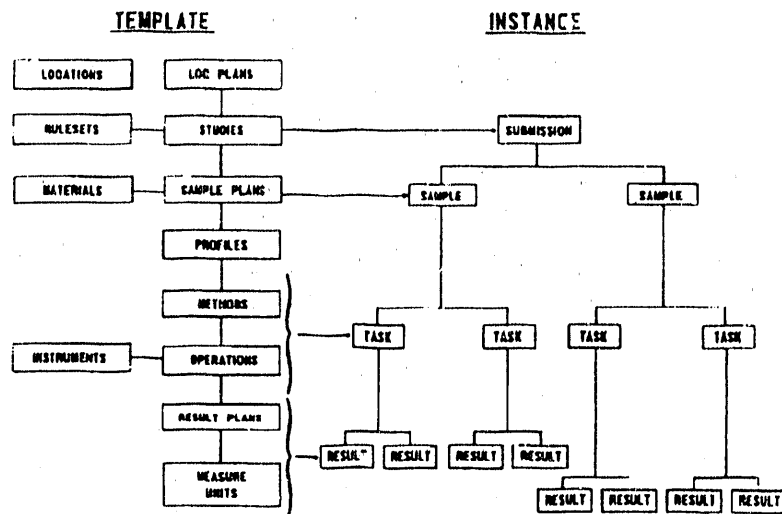 TEMPLATE INSTANCE
LOCATIONS LOG PLANS
RULESETS STUDIES SUBMISSION
MATERIALS SAMPLE PLANS SAMPLE SAMPLE
PROFILES
METHODS
TASK TASK TASK TASK
INSTRUMENTS OPERATIONS
RESULT PLANS
RESULT RESULT RESULT RESULT
MEASURE
UNITS
RESULT RESULT RESULT RESULT